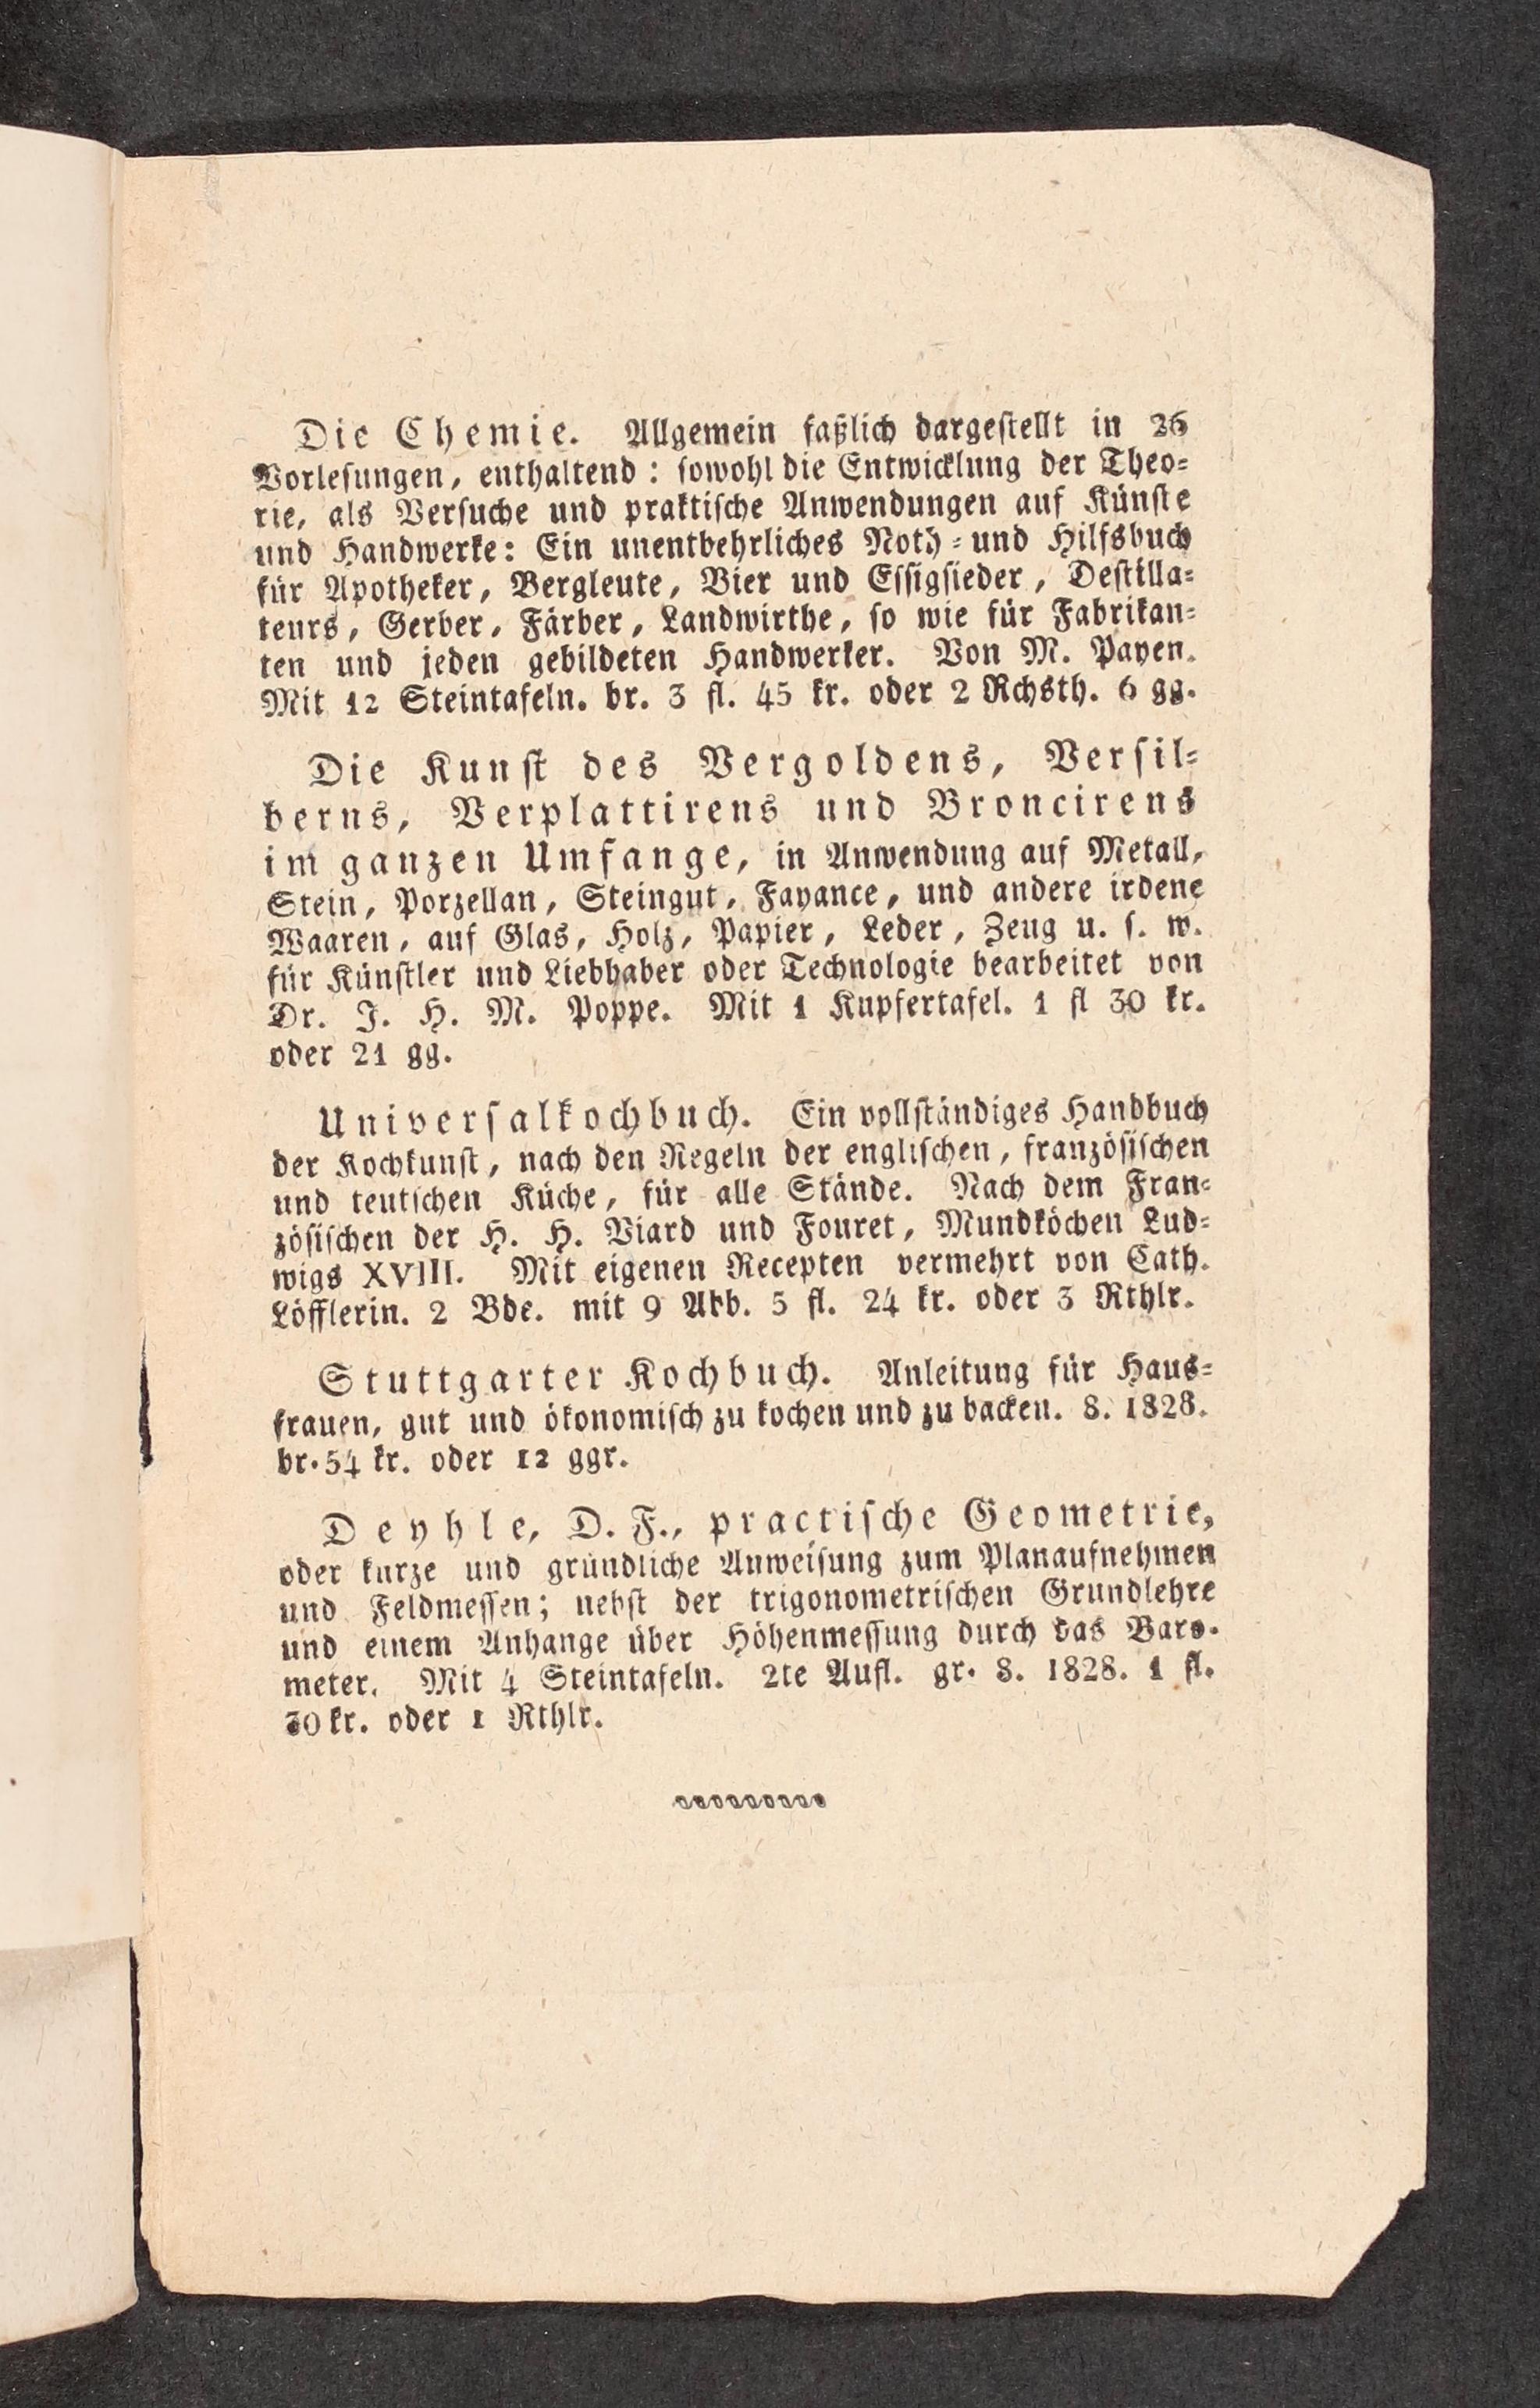 Die Chemie. Allgemein faßlich dargestellt in 26
Vorlesungen, enthaltend: sowohl die Entwicklung der Theo-
rie, als Versuche und praktische Anwendungen auf Künste
und Handwerke: Ein unentbehrliches Noth- und Hilfsbuch
für Apotheker, Bergleute, Bier und Essigsieder, Destilla-
teurs, Gerber, Färber, Landwirthe, so wie für Fabrikan-
ten und jeden gebildeten Handwerker. Von M. Payen.
Mit 12 Steintafeln. br. 3 fl. 45 kr. oder 2 Rchsth. 6 gg.
Die Kunst des Vergoldens, Versil-
berns, Verplattirens und Broncirens
im ganzen Umfange, in Anwendung auf Metall,
Stein, Porzellan, Steingut, Fayance, und andere irdene
Waaren, auf Glas, Holz, Papier, Leder, Zeug u. s. w.
für Künstler und Liebhaber oder Technologie bearbeitet von
Dr. J. H. M. Poppe. Mit 1 Kupfertafel. 1 fl 30 kr.
oder 21 gg.
Universalkochbuch. Ein vollständiges Handbuch
der Kochkunst, nach den Regeln der englischen, französischen
und teutschen Küche, für alle Stände. Nach dem Fran-
zösischen der H. H. Viard und Fouret, Mundköchen Lud-
wigs XVIII. Mit eigenen Recepten vermehrt von Cath.
Löfflerin. 2 Bde. mit 9 Abb. 5 fl. 24 kr. oder 3 Rthlr.
Stuttgarter Kochbuch. Anleitung für Haus-
frauen, gut und ökonomisch zu kochen und zu backen. 8. 1828.
br. 54 kr. oder 12 ggr.
Deyhle, D. F., practische Geometrie,
oder kurze und gründliche Anweisung zum Planaufnehmen
und Feldmessen; nebst der trigonometrischen Grundlehre
und einem Anhange über Höhenmessung durch das Baro-
meter. Mit 4 Steintafeln. 2te Aufl. gr. 8. 1828. 1 fl.
30 kr. oder 1 Rthlr.